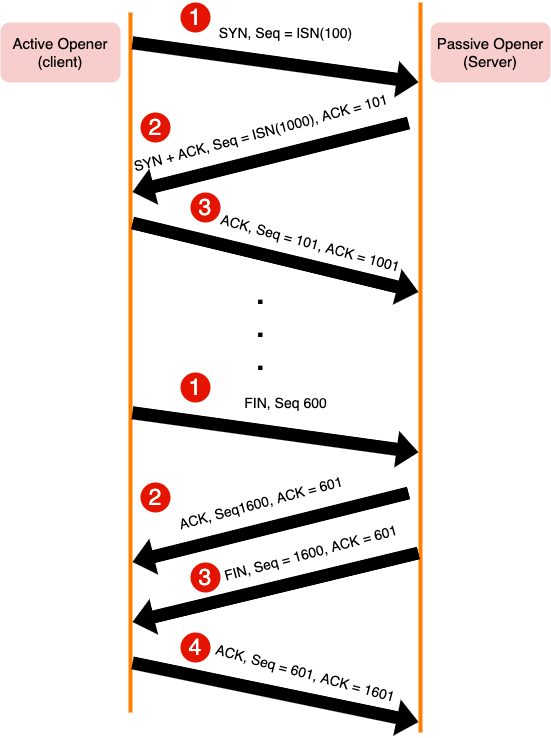 1
SYN, Seq = ISN(100)
Active Opener
(client)
Passive Opener
(Server)
2
SYN + ACK, Seq = ISN(1000), ACK = 101
3
ACK, Seq = 101, ACK = 1001
1
FIN, Seq 600
2
ACK, Seq1600, ACK = 601
3
FIN, Seq = 1600, ACK = 601
4
ACK, Seq = 601, ACK = 1601